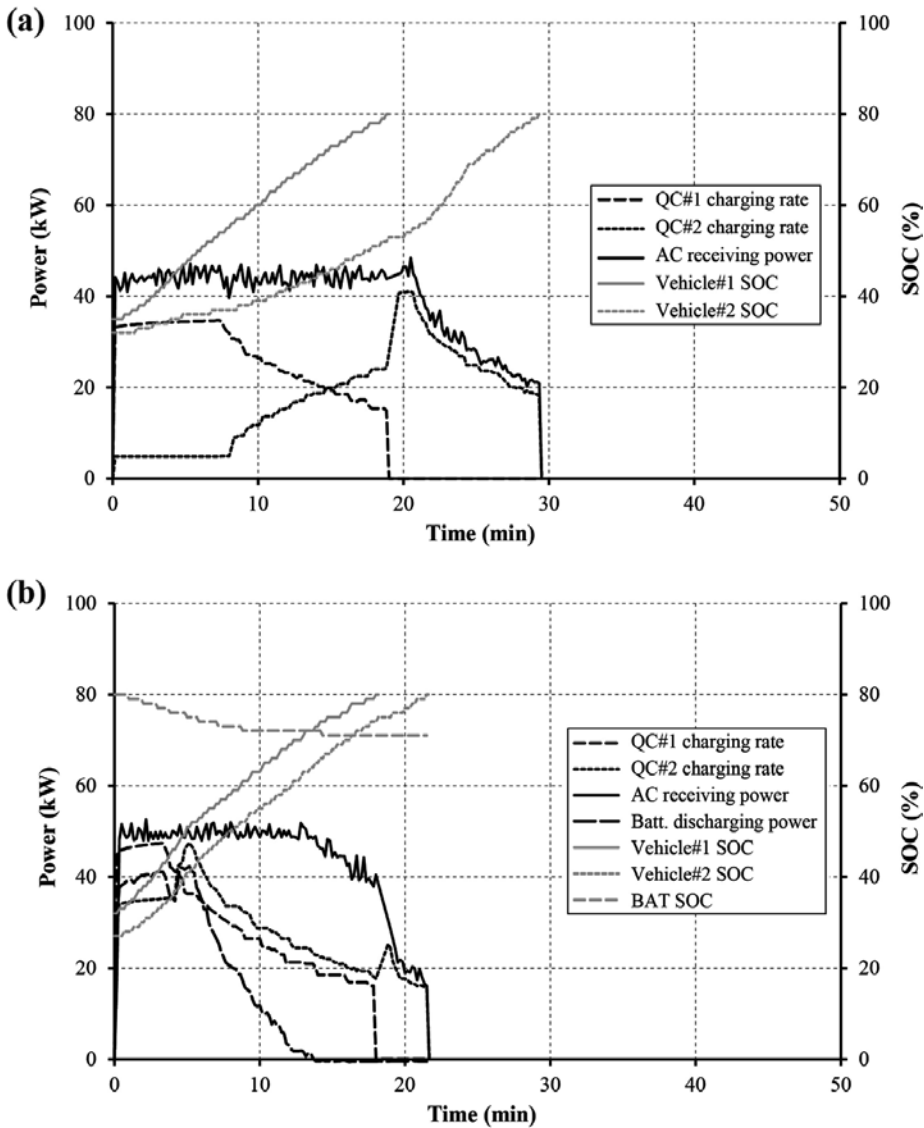 (a)
100
80
60
40
20
0
Power (kW)
0 10 20 30 40 50
Time (min)
100
80
60
40
20
0
SOC (%)
QC#1 charging rate
QC#2 charging rate
AC receiving power
Vehicle#1 SOC
Vehicle#2 SOC
(b)
100
80
60
40
20
0
Power (kW)
0 10 20 30 40 50
Time (min)
100
80
60
40
20
0
SOC (%)
QC#1 charging rate
QC#2 charging rate
AC receiving power
Batt. discharging power
Vehicle#1 SOC
Vehicle#2 SOC
BAT SOC